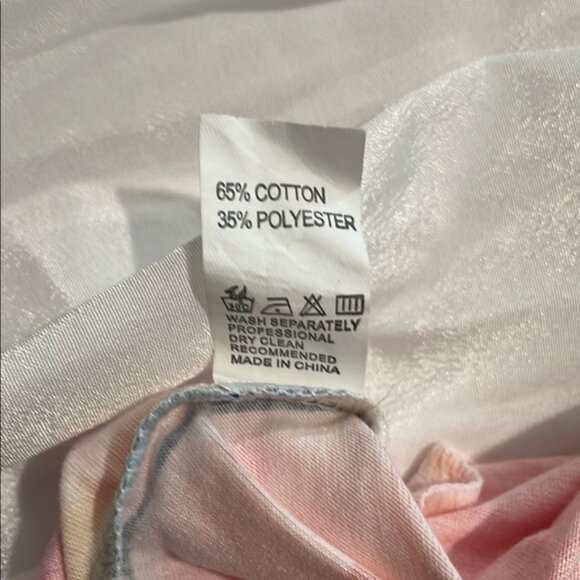 65% COTTON
35% POLYESTER
WASH SEPARATELY
PROFESSIONAL
DRY CLEAN
RECOMMENDED
MADE IN CHINA